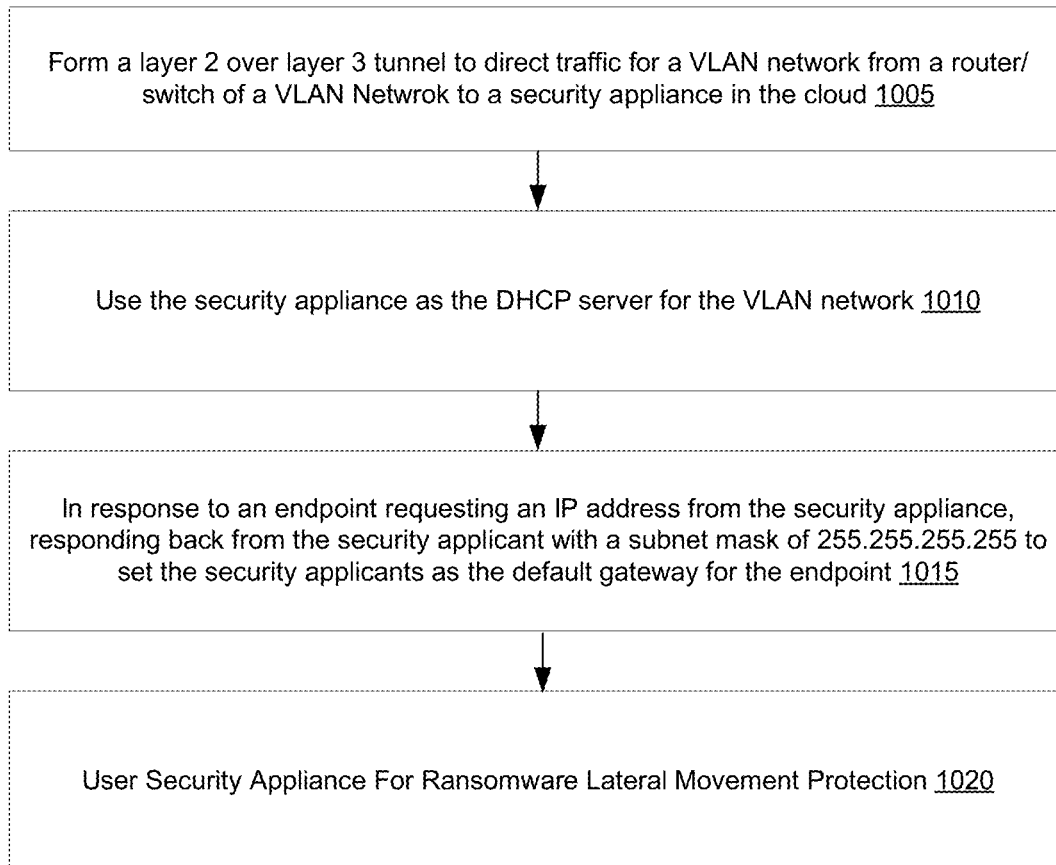 Form a layer 2 over layer 3 tunnel to direct traffic for a VLAN network from a router/
switch of a VLAN Netwrok to a security appliance in the cloud 1005
Use the security appliance as the DHCP server for the VLAN network 1010
In response to an endpoint requesting an IP address from the security appliance,
responding back from the security applicant with a subnet mask of 255.255.255.255 to
set the security applicants as the default gateway for the endpoint 1015
User Security Appliance For Ransomware Lateral Movement Protection 1020